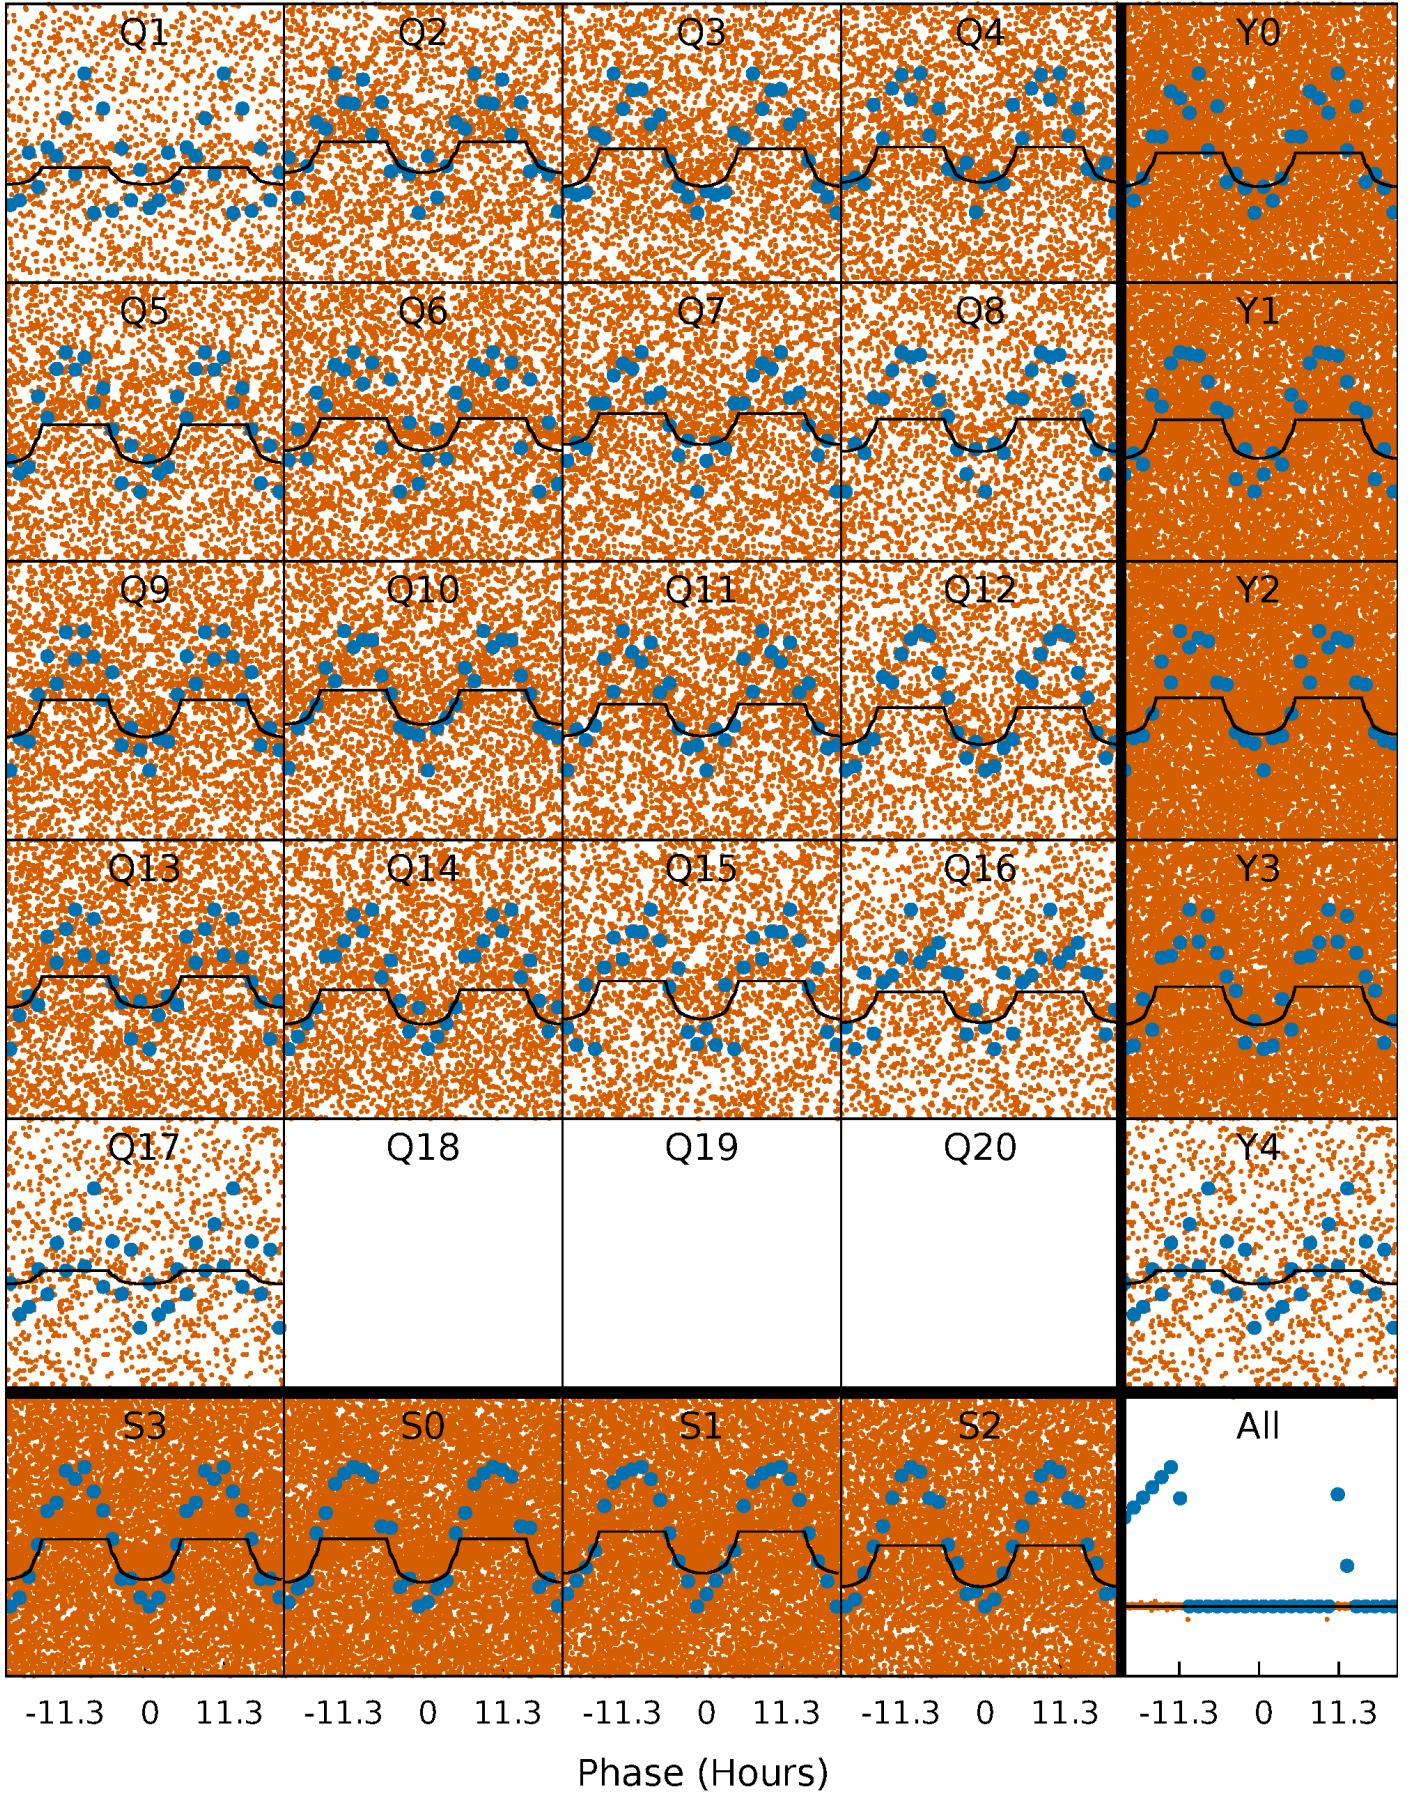 Q1 Q2 Q3 Q4 Y0
Q5 Q6 Q7 Q8 Y1
Q9 Q10 Q11 Q12 Y2
Q13 Q14 Q15 Q16 Y3
Q17 Q18 Q19 Q20 Y4
S3 S0 S1 S2 All
-11.3 0 11.3 -11.3 0 11.3 -11.3 0 11.3 -11.3 0 11.3 -11.3 0 11.3
Phase (Hours)